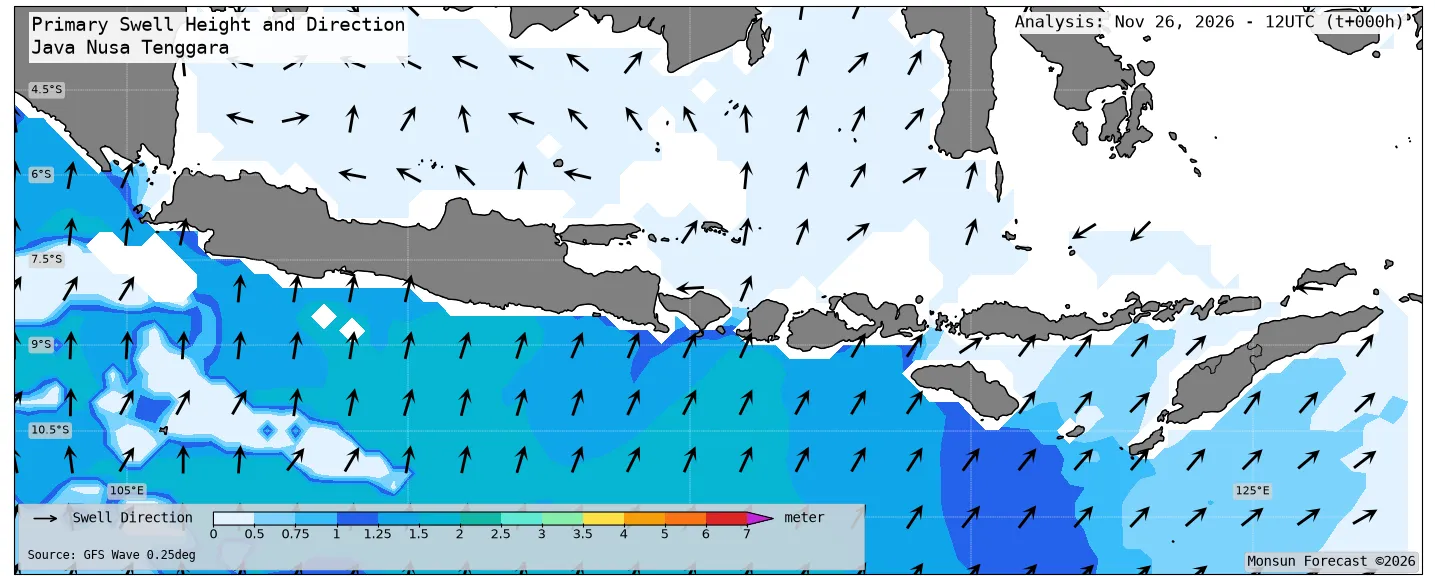 Primary Swell Height and Direction
Java Nusa Tenggara
Analysis: Nov 26, 2026 - 12UTC (t+000h)
4.5°S
6°S
7.5°S
9°S
10.5°S
105°E
125°E
Swell Direction
0 0.5 0.75 1 1.25 1.5 2 2.5 3 3.5 4 5 6 7
meter
Source: GFS Wave 0.25deg
Monsun Forecast ©2026